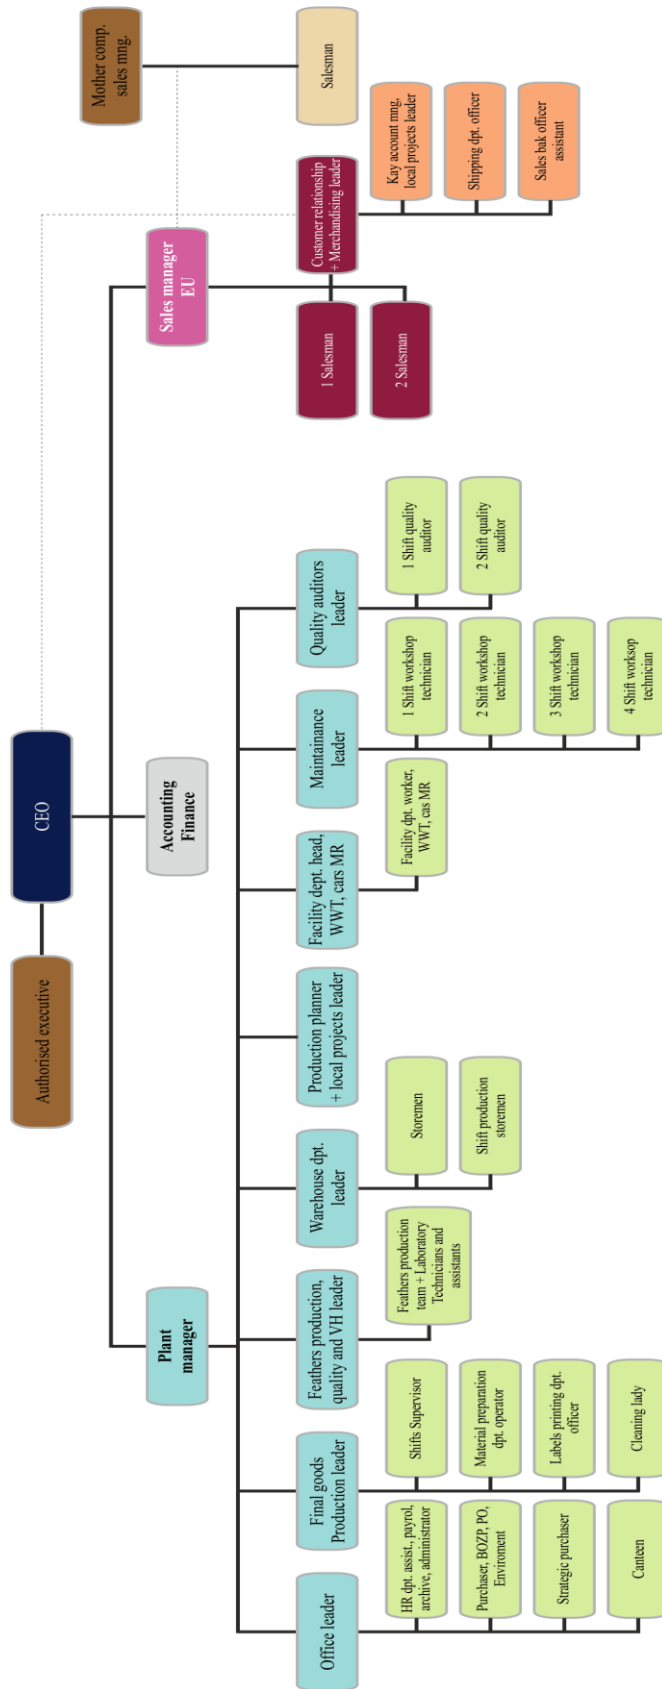 Authorised executive
CEO
Mother comp.
sales mng.
Plant
manager
Accounting
Finance
Sales manager
EU
Salesman
Office leader
Final goods
Production leader
Feathers production,
quality and VH leader
Warehouse dpt.
leader
Production planner
+ local projects leader
Facility dept. head,
WWT, cars MR
Maintainance
leader
Quality auditors
leader
1 Salesman
2 Salesman
Customer relationship
+ Merchandising leader
HR dpt. assist., payrol,
archive, administrator
Purchaser, BOZP, PO,
Enviroment
Strategic purchaser
Canteen
Shifts Supervisor
Material preparation
dpt. operator
Labels printing dpt.
officer
Cleaning lady
Feathers production
team + Laboratory
Technicians and
assistants
Storemen
Shift production
storemen
Facility dpt. worker,
WWT, cas MR
1 Shift workshop
technician
2 Shift workshop
technician
3 Shift workshop
technician
4 Shift worksop
technician
1 Shift quality
auditor
2 Shift quality
auditor
Kay account mng,
local projects leader
Shipping dpt. officer
Sales bak officer
assistant